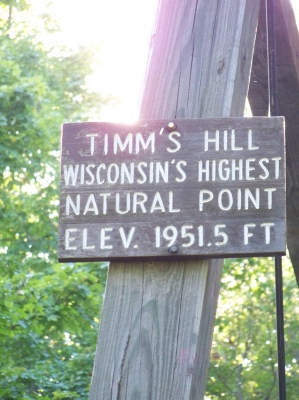 TIMM'S HILL
WISCONSIN'S HIGHEST
NATURAL POINT
ELEV. 1951.5 FT